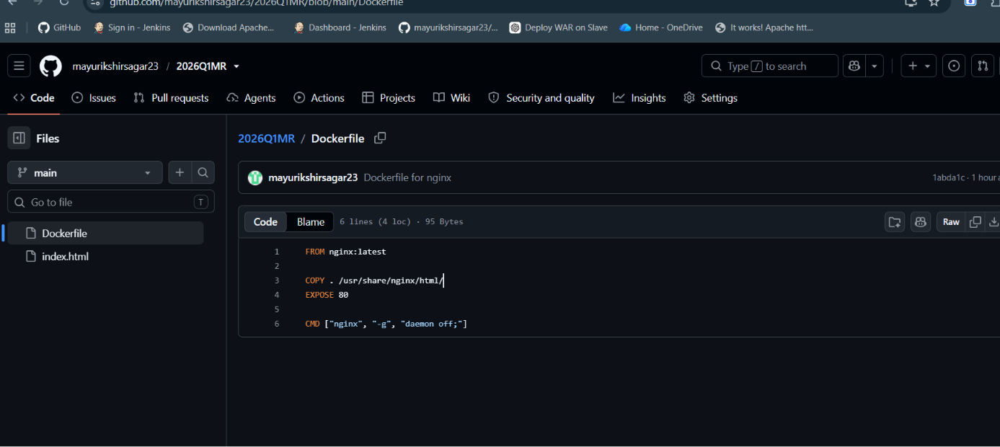 github.com/mayurikshirsagar23/2026Q1MR/blob/main/Dockerfile
GitHub Sign in - Jenkins Download Apache... Dashboard - Jenkins mayurikshirsagar23/... Deploy WAR on Slave Home - OneDrive It works! Apache htt...
mayurikshirsagar23 / 2026Q1MR Type / to search
Code Issues Pull requests Agents Actions Projects Wiki Security and quality Insights Settings
Files
2026Q1MR / Dockerfile
main
mayurikshirsagar23 Dockerfile for nginx 1abda1c · 1 hour
Go to file T
Code Blame 6 lines (4 loc) · 95 Bytes Raw
Dockerfile
index.html
1 FROM nginx:latest
2
3 COPY . /usr/share/nginx/html/
4 EXPOSE 80
5
6 CMD ["nginx", "-g", "daemon off;"]